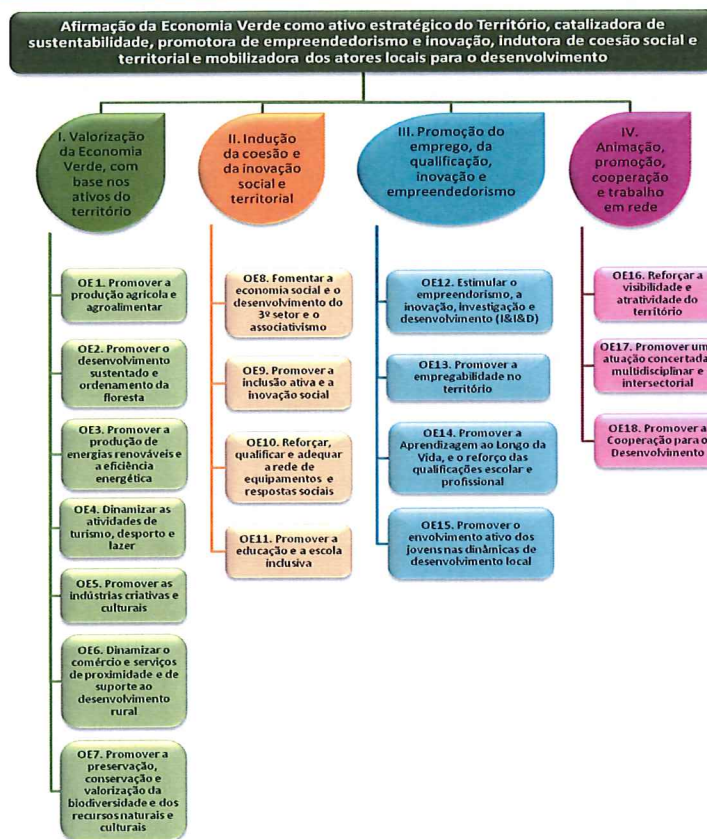 Afirmação da Economia Verde como ativo estratégico do Território, catalizadora de
sustentabilidade, promotora de empreendedorismo e inovação, indutora de coesão social e
territorial e mobilizadora dos atores locais para o desenvolvimento
I. Valorização
da Economia
Verde, com
base nos
ativos do
território
OE1. Promover a
produção agrícola e
agroalimentar
OE2. Promover o
desenvolvimento
sustentado e
ordenamento da
floresta
OE3. Promover a
produção de
energias renováveis e
a eficiência
energética
OE4. Dinamizar as
atividades de
turismo, desporto e
lazer
OE5. Promover as
indústrias criativas e
culturais
OE6. Dinamizar o
comércio e serviços
de proximidade e de
suporte ao
desenvolvimento
rural
OE7. Promover a
preservação,
conservação e
valorização da
biodiversidade e dos
recursos naturais e
culturais
II. Indução
da coesão e
da inovação
social e
territorial
OE8. Fomentar a
economia social e o
desenvolvimento do
3º setor e o
associativismo
OE9. Promover a
inclusão ativa e a
inovação social
OE10. Reforçar,
qualificar e adequar
a rede de
equipamentos e
respostas sociais
OE11. Promover a
educação e a escola
inclusiva
III. Promoção do
emprego, da
qualificação,
inovação e
empreendedorismo
OE12. Estimular o
empreendorismo, a
inovação, investigação e
desenvolvimento (I&I&D)
OE13. Promover a
empregabilidade no
território
OE14. Promover a
Aprendizagem ao Longo da
Vida, e o reforço das
qualificações escolar e
profissional
OE15. Promover o
envolvimento ativo dos
jovens nas dinâmicas de
desenvolvimento local
IV.
Animação,
promoção,
cooperação
e trabalho
em rede
OE16. Reforçar a
visibilidade e
atratividade do
território
OE17. Promover um
atuação concertada
multidisciplinar e
intersectorial
OE18. Promover a
Cooperação para o
Desenvolvimento